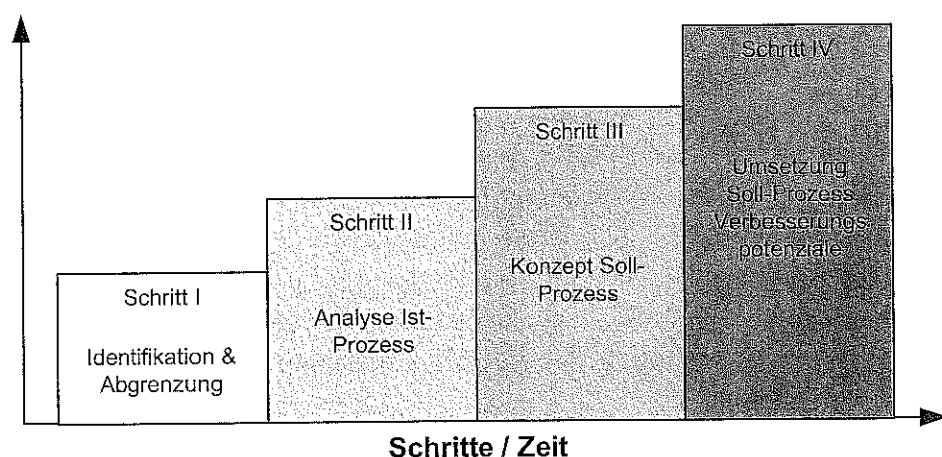 Schritt I
Identifikation &
Abgrenzung
Schritt II
Analyse Ist-
Prozess
Schritt III
Konzept Soll-
Prozess
Schritt IV
Umsetzung
Soll-Prozess
Verbesserungs
potenziale
Schritte / Zeit